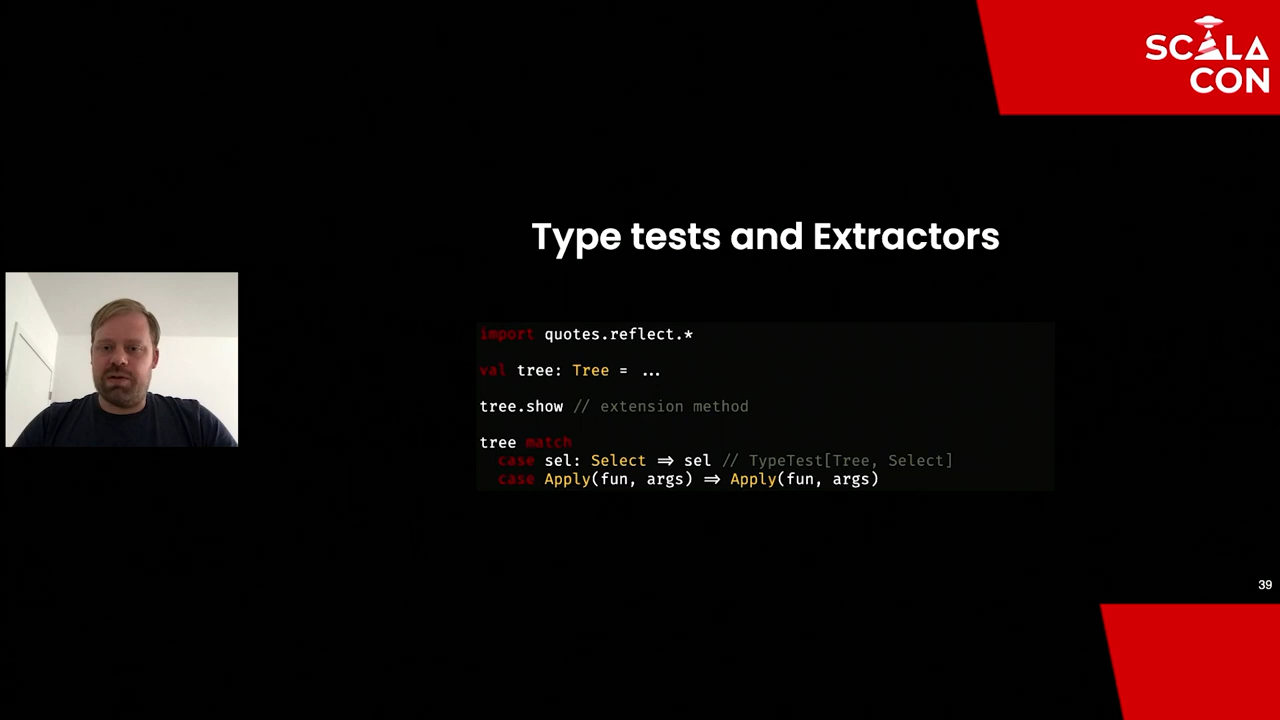 SCALA
CON
Type tests and Extractors
import quotes.reflect.*
val tree: Tree = ...
tree.show // extension method
tree match
case sel: Select => sel // TypeTest[Tree, Select]
case Apply(fun, args) => Apply(fun, args)
39